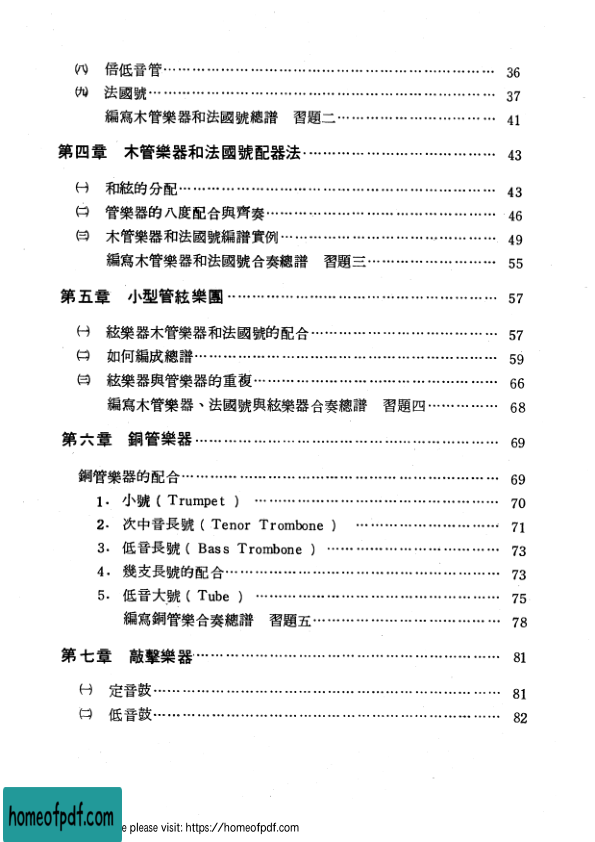 ㈧ 倍低音管………………………………………… 36
㈨ 法國號………………………………………… 37
編寫木管樂器和法國號總譜 習題二………………… 41
第四章 木管樂器和法國號配器法………………… 43
㈠ 和絃的分配………………………………………… 43
㈡ 管樂器的八度配合與齊奏………………………… 46
㈢ 木管樂器和法國號編譜實例……………………… 49
編寫木管樂器和法國號合奏總譜 習題三…………… 55
第五章 小型管絃樂團……………………………… 57
㈠ 絃樂器木管樂器和法國號的配合………………… 57
㈡ 如何編成總譜……………………………………… 59
㈢ 絃樂器與管樂器的重複…………………………… 66
編寫木管樂器、法國號與絃樂器合奏總譜 習題四…… 68
第六章 銅管樂器…………………………………… 69
銅管樂器的配合……………………………………… 69
1. 小號 ( Trumpet ) ……………………………… 70
2. 次中音長號 ( Tenor Trombone ) ……………… 71
3. 低音長號 ( Bass Trombone ) ………………… 73
4. 幾支長號的配合………………………………… 73
5. 低音大號 ( Tube ) ……………………………… 75
編寫銅管樂合奏總譜 習題五……………………… 78
第七章 敲擊樂器…………………………………… 81
㈠ 定音鼓…………………………………………… 81
㈡ 低音鼓…………………………………………… 82
homeofpdf.com
e please visit: https://homeofpdf.com